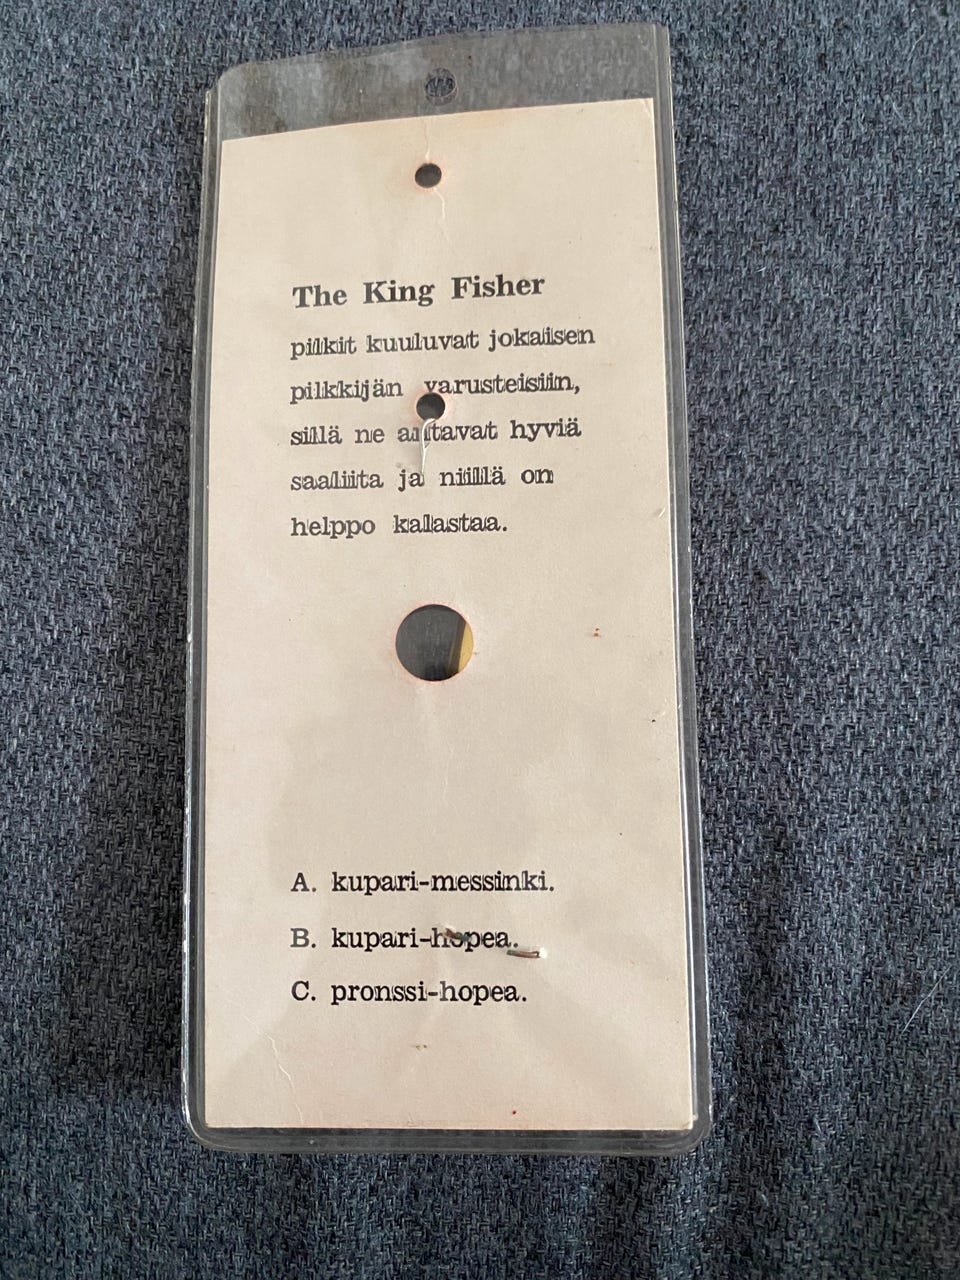 The King Fisher
pilkit kuuluvat jokaisen
pilkkijän varusteisiin,
sillä ne antavat hyviä
saaliita ja niillä on
helppo kalastaa.
A. kupari-messinki.
B. kupari-hopea.
C. pronssi-hopea.